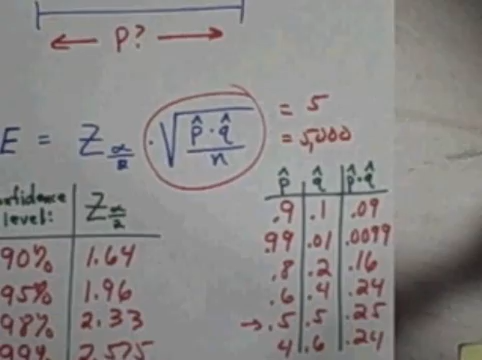 P?
E = Z α/2 · √ p̂·q̂ / n
= 5
= 5,000
level: Z α/2
90% 1.64
95% 1.96
98% 2.33
99% 2.575
p̂ q̂ p̂·q̂
.9 .1 .09
.99 .01 .0099
.8 .2 .16
.6 .4 .24
→ .5 .5 .25
.4 .6 .24